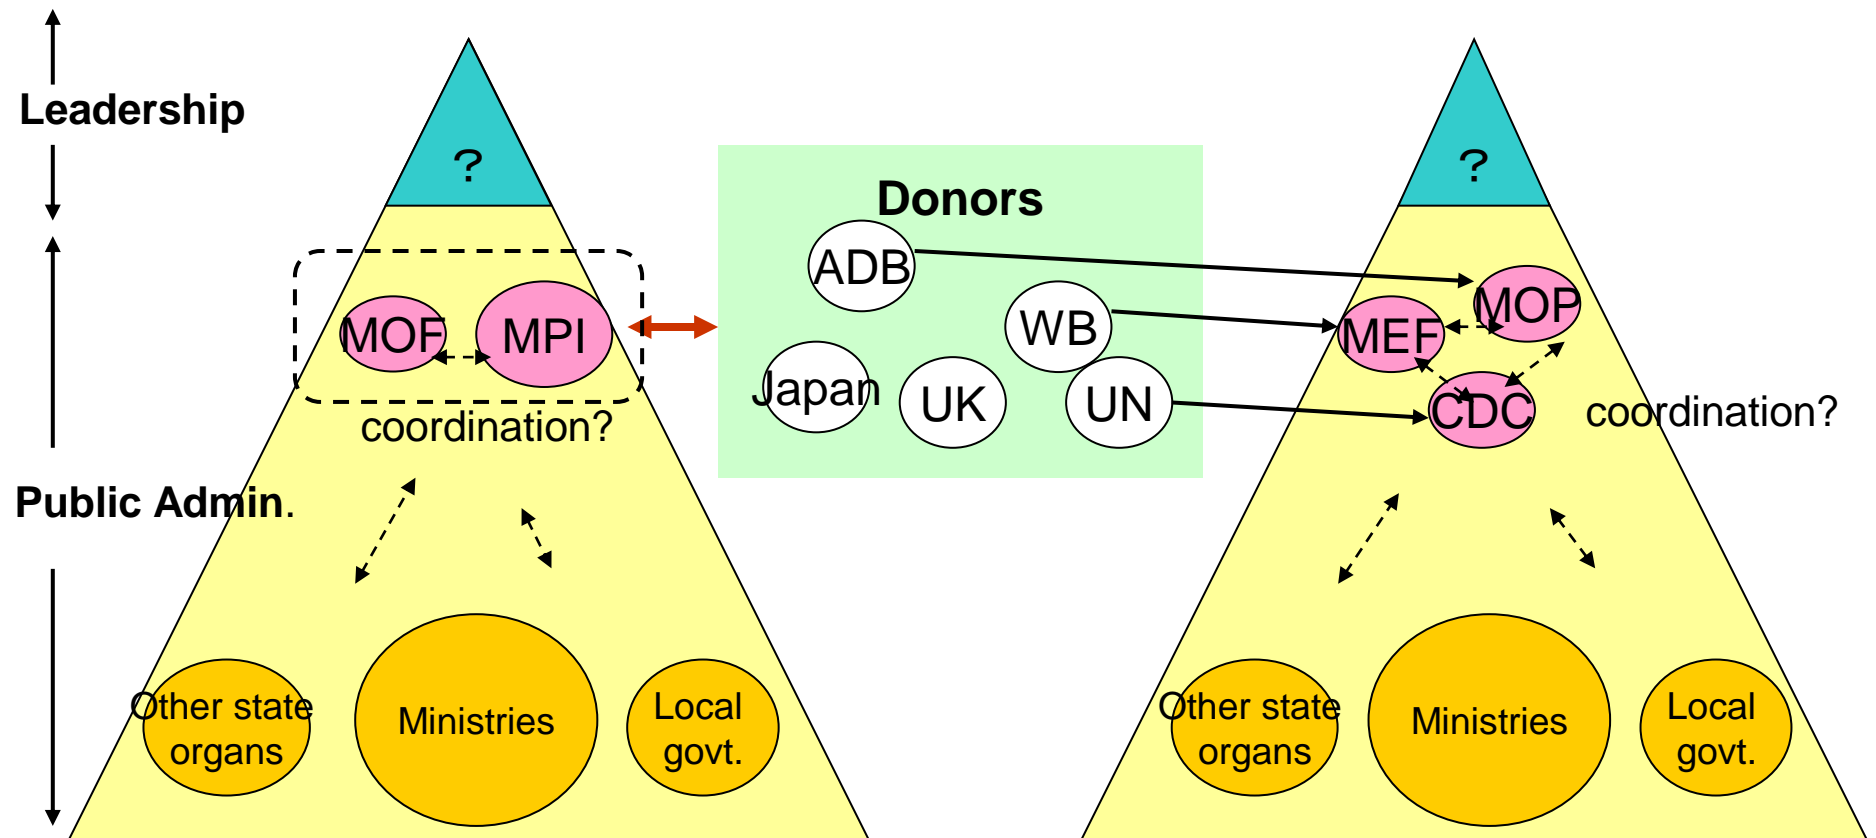 Leadership
?
?
Donors
ADB
MOP
MOF
MPI
WB
MEF
Japan
UK
UN
CDC
coordination?
coordination?
Public Admin.
Other state
organs
Ministries
Local
govt.
Other state
organs
Ministries
Local
govt.